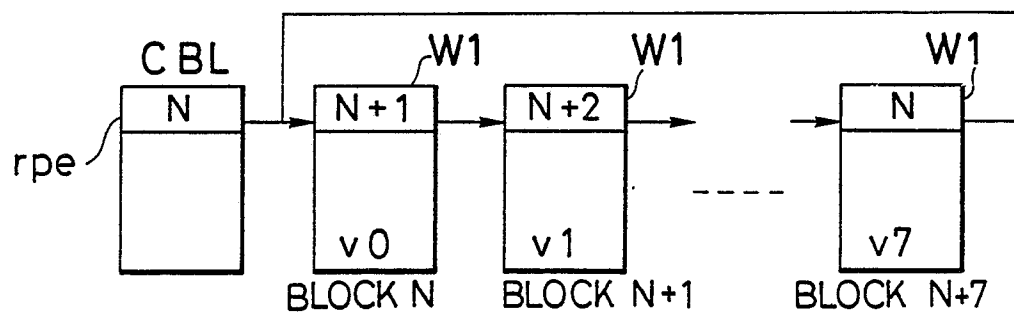 CBL W1 W1 W1
N N+1 N+2 N
rpe
v0 v1 v7
BLOCK N BLOCK N+1 BLOCK N+7